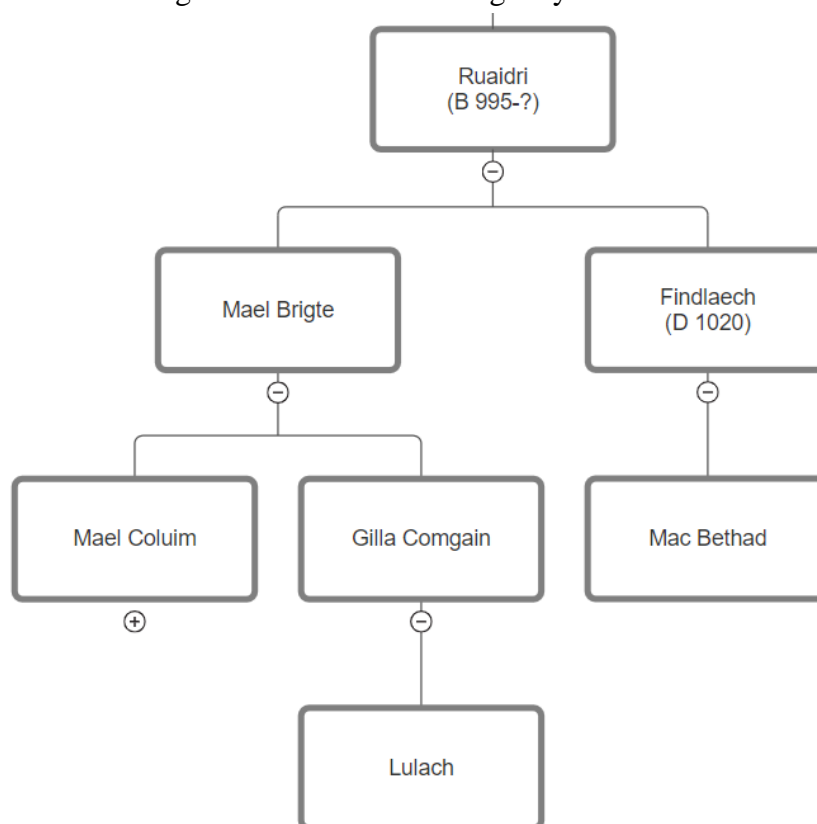 Ruaidri
(B 995-?)
Mael Brigte
Findlaech
(D 1020)
Mael Coluim
Gilla Comgain
Mac Bethad
Lulach